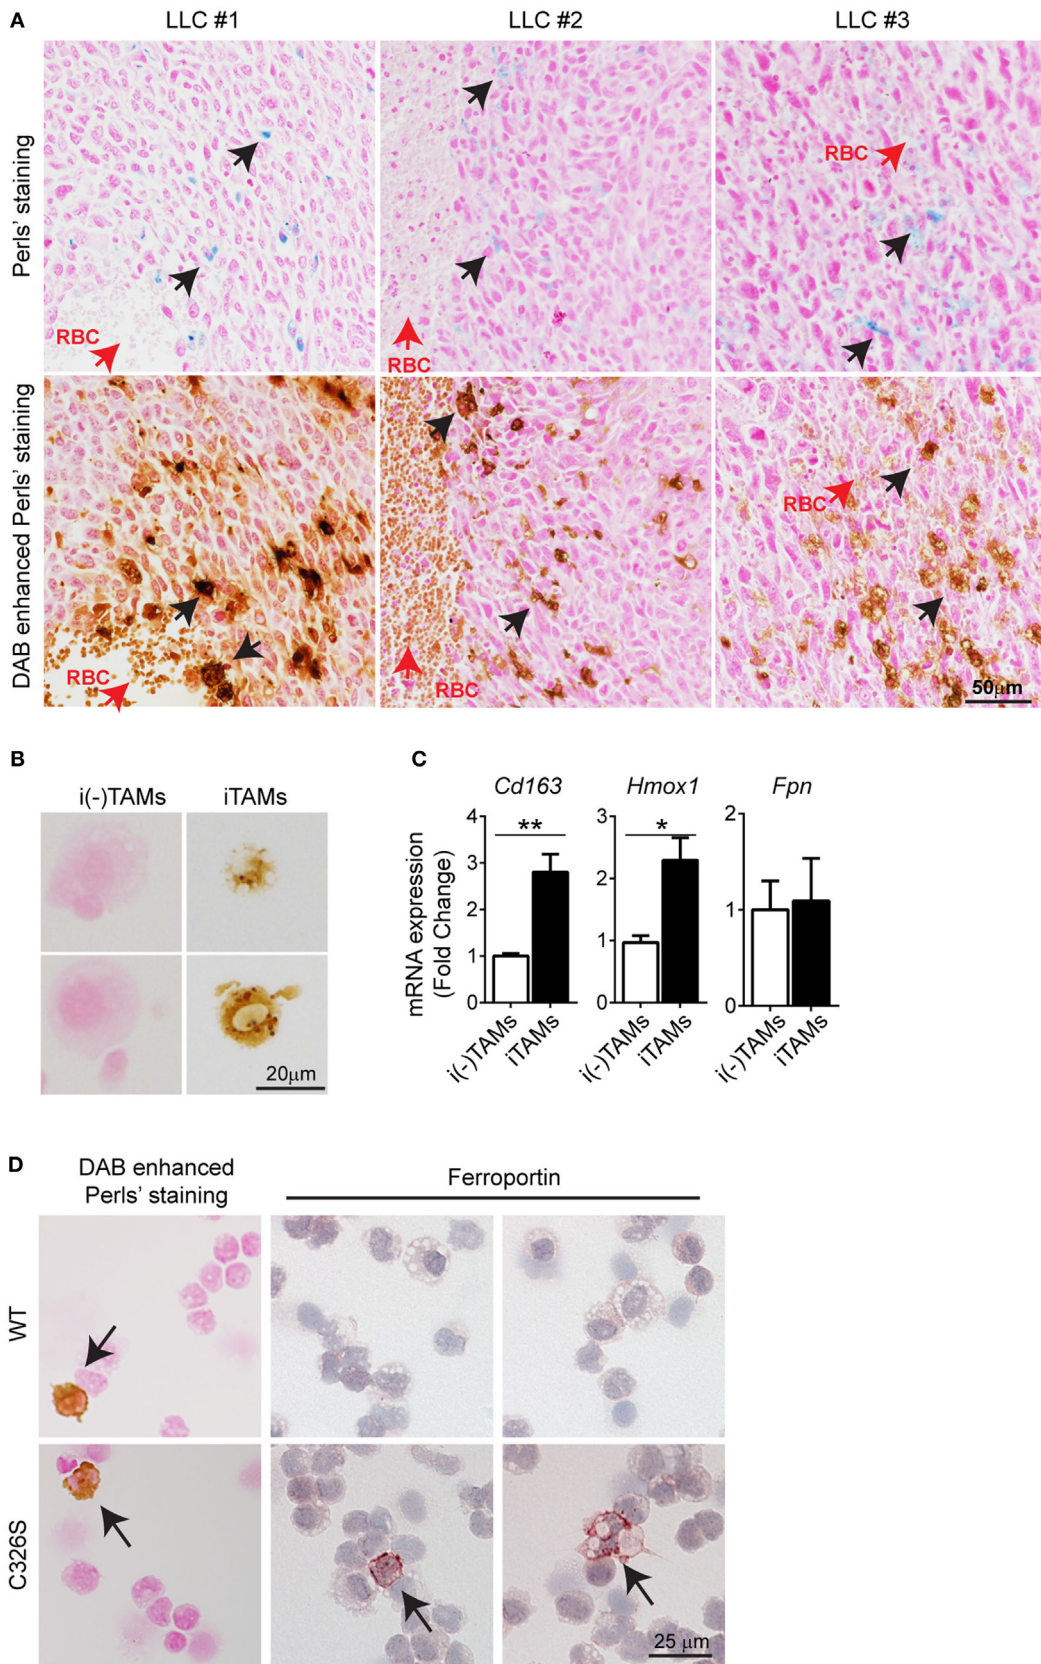 A
LLC #1
LLC #2
LLC #3
Perls' staining
RBC
RBC
RBC
DAB enhanced Perls' staining
RBC
RBC
RBC
50μm
B
i(-)TAMs
iTAMs
20μm
C
Cd163
Hmox1
Fpn
mRNA expression
(Fold Change)
4
3
2
1
0
**
3
2
1
0
*
2
1
0
i(-)TAMs
iTAMs
i(-)TAMs
iTAMs
i(-)TAMs
iTAMs
D
DAB enhanced
Perls' staining
Ferroportin
WT
C326S
25 μm